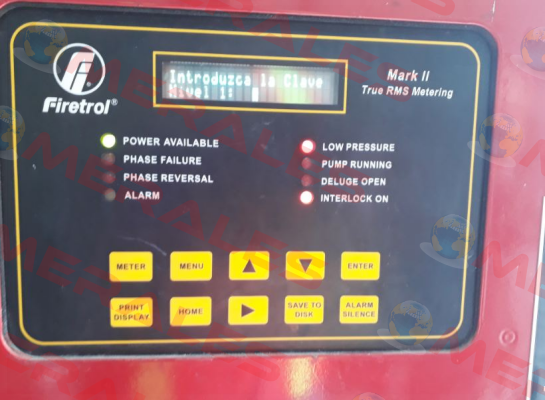 Firetrol®
Introduzca la Clave
Nivel 1:
Mark II
True RMS Metering
POWER AVAILABLE
PHASE FAILURE
PHASE REVERSAL
ALARM
LOW PRESSURE
PUMP RUNNING
DELUGE OPEN
INTERLOCK ON
METER
MENU
ENTER
PRINT
DISPLAY
HOME
SAVE TO
DISK
ALARM
SILENCE
MERALES